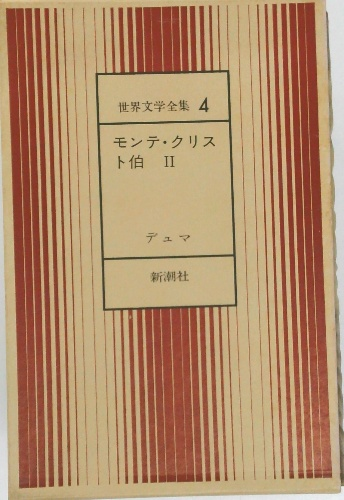 世界文学全集 4
モンテ・クリス
ト伯 II
デュマ
新潮社